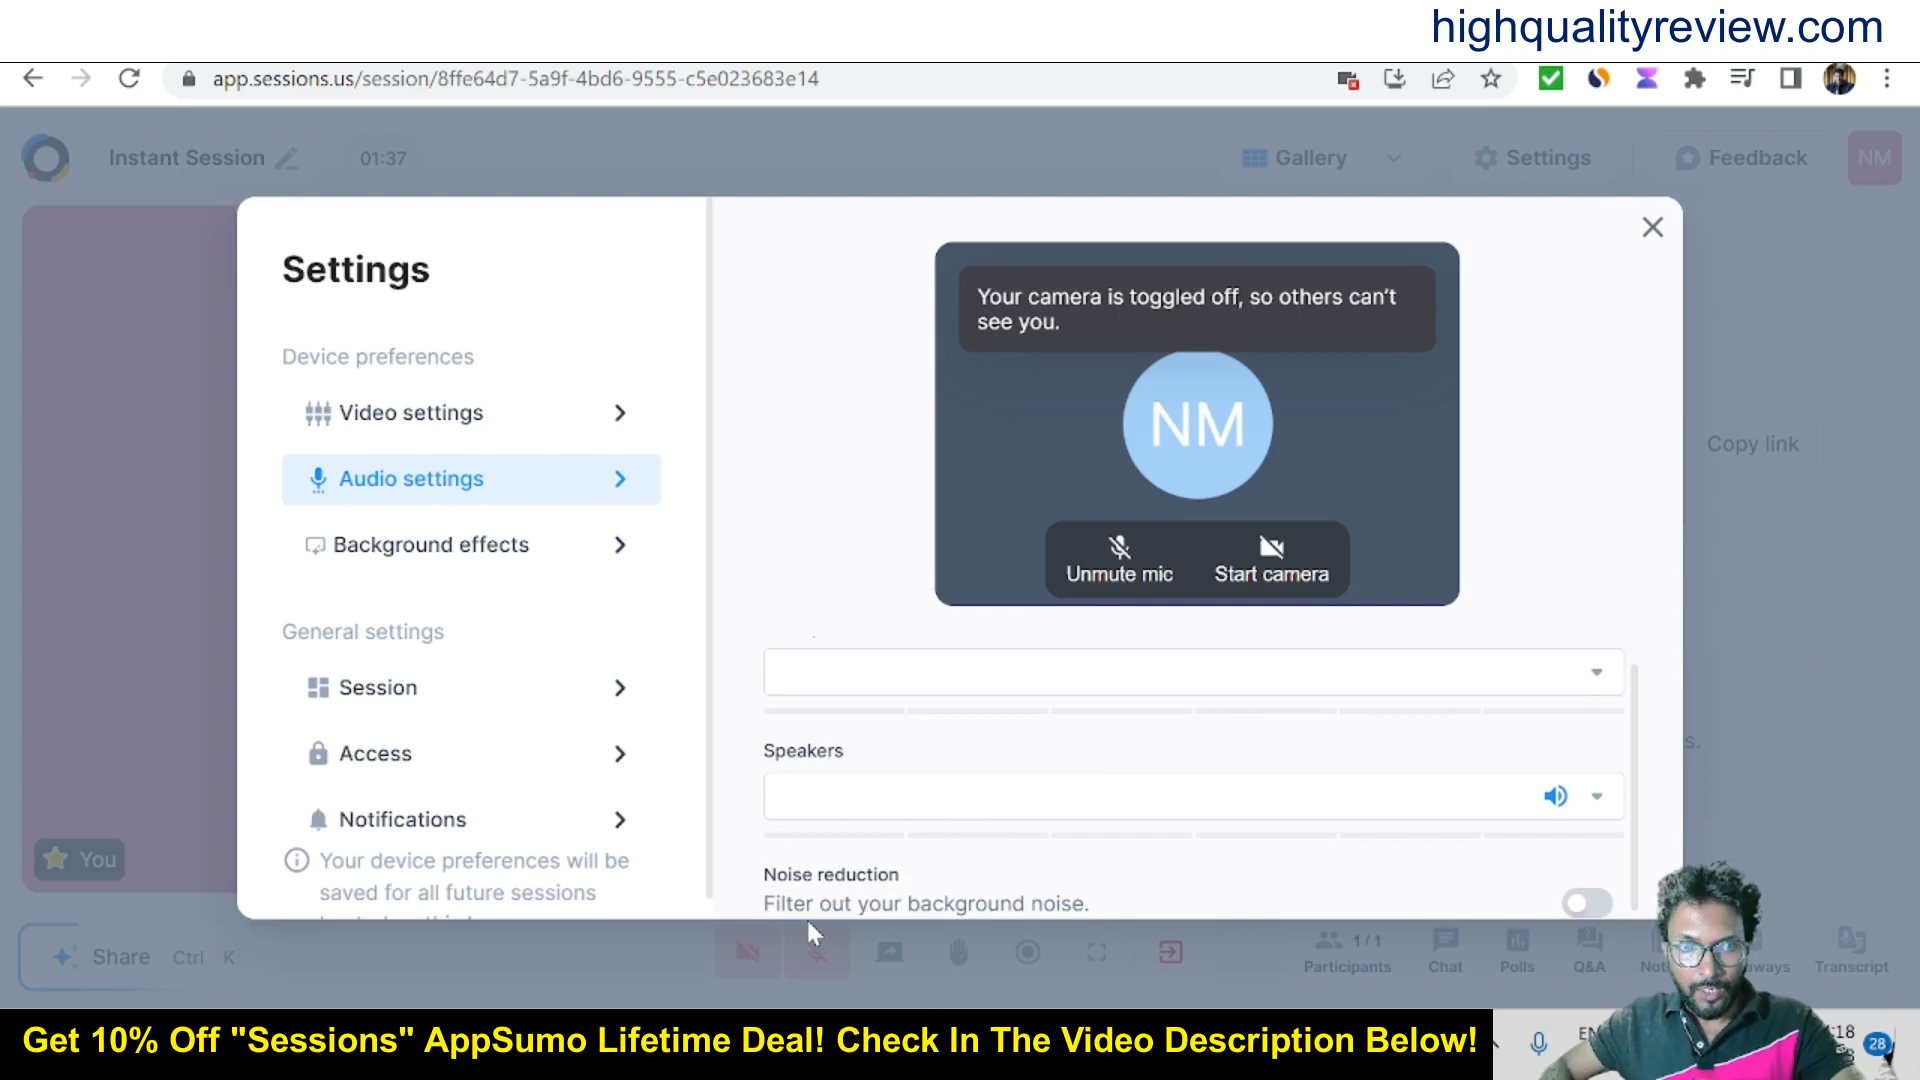 highqualityreview.com
app.sessions.us/session/8ffe64d7-5a9f-4bd6-9555-c5e023683e14
Instant Session
01:37
Gallery
Settings
Feedback
NM
Settings
Device preferences
Video settings
Audio settings
Background effects
General settings
Session
Access
Notifications
Your device preferences will be
saved for all future sessions
Your camera is toggled off, so others can't
see you.
NM
Unmute mic
Start camera
Speakers
Noise reduction
Filter out your background noise.
Copy link
s.
You
Share Ctrl K
1/1
Participants
Chat
Polls
Q&A
Transcript
Get 10% Off "Sessions" AppSumo Lifetime Deal! Check In The Video Description Below!
28